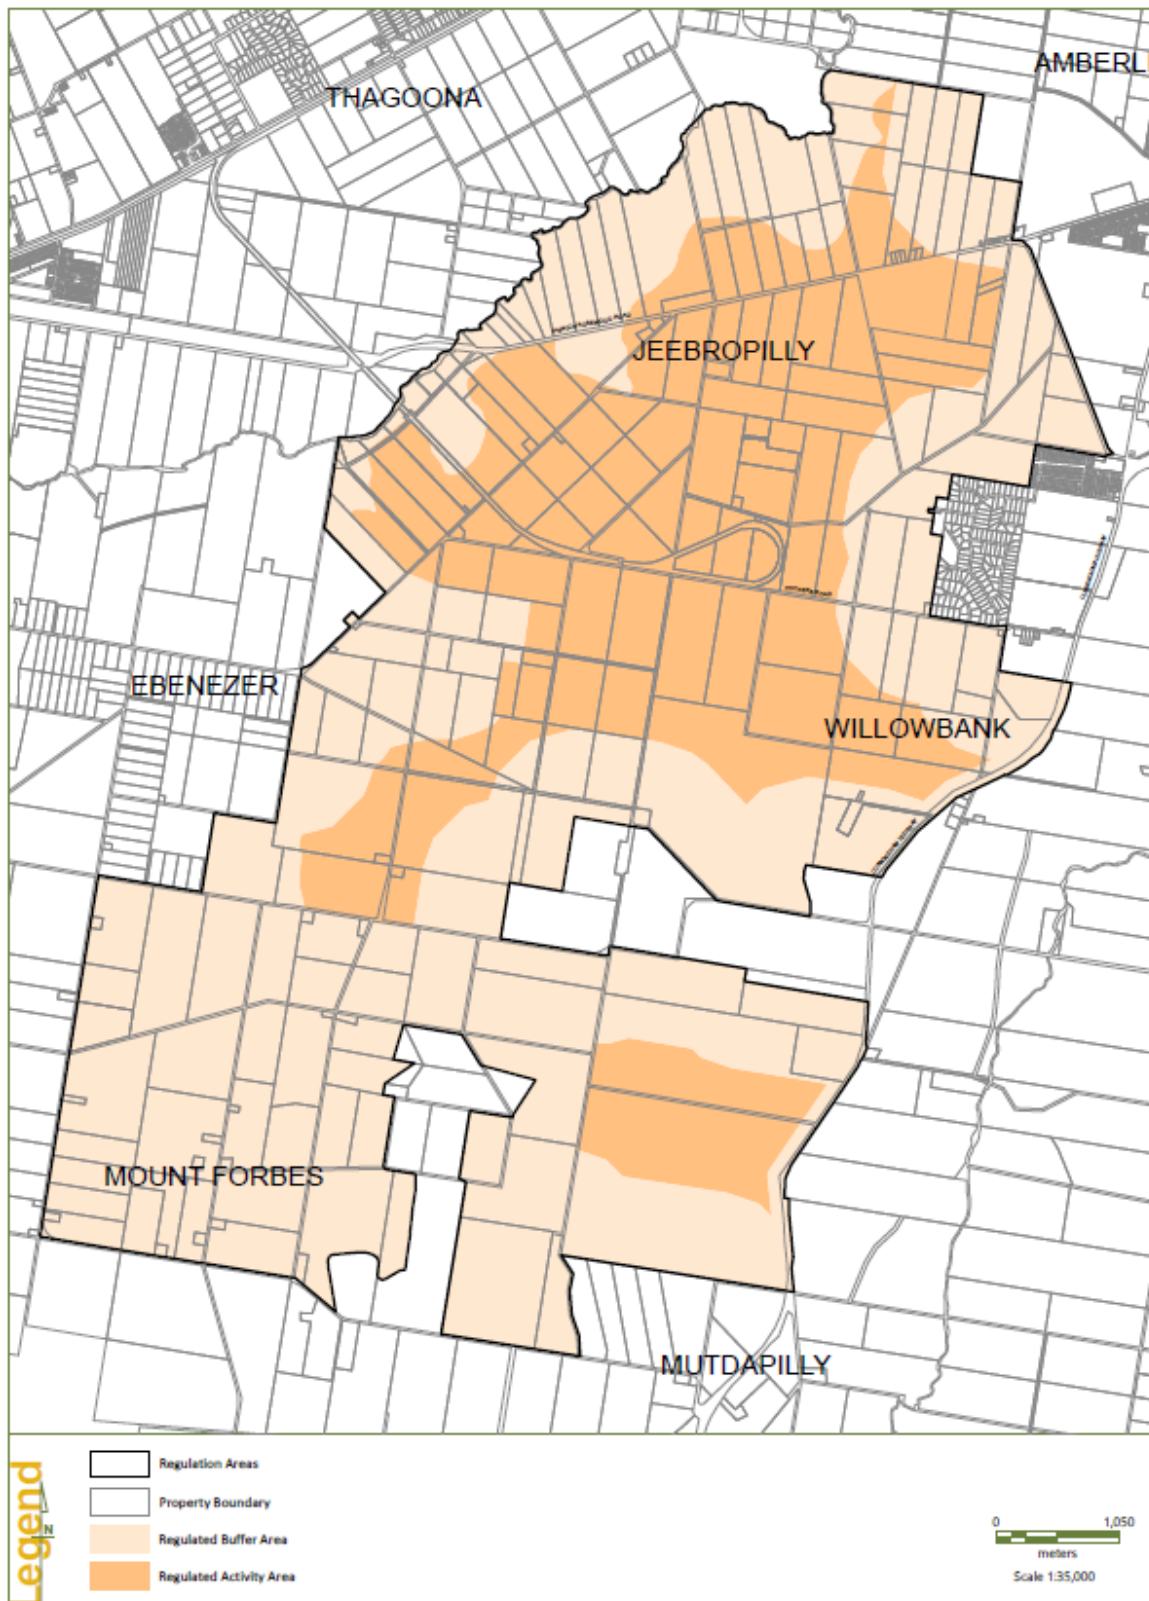 AMBERL
THAGOONA
JEEBROPILLY
EBENEZER
WILLOWBANK
MOUNT FORBES
MUTDAPILLY
Legend
N
Regulation Areas
Property Boundary
Regulated Buffer Area
Regulated Activity Area
0 1,050
meters
Scale 1:35,000